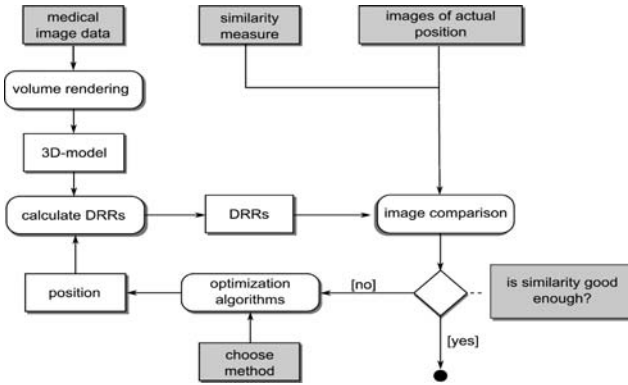 medical
image data
similarity
measure
images of actual
position
volume rendering
3D-model
calculate DRRs
DRRs
image comparison
position
optimization
algorithms
[no]
is similarity good
enough?
[yes]
choose
method